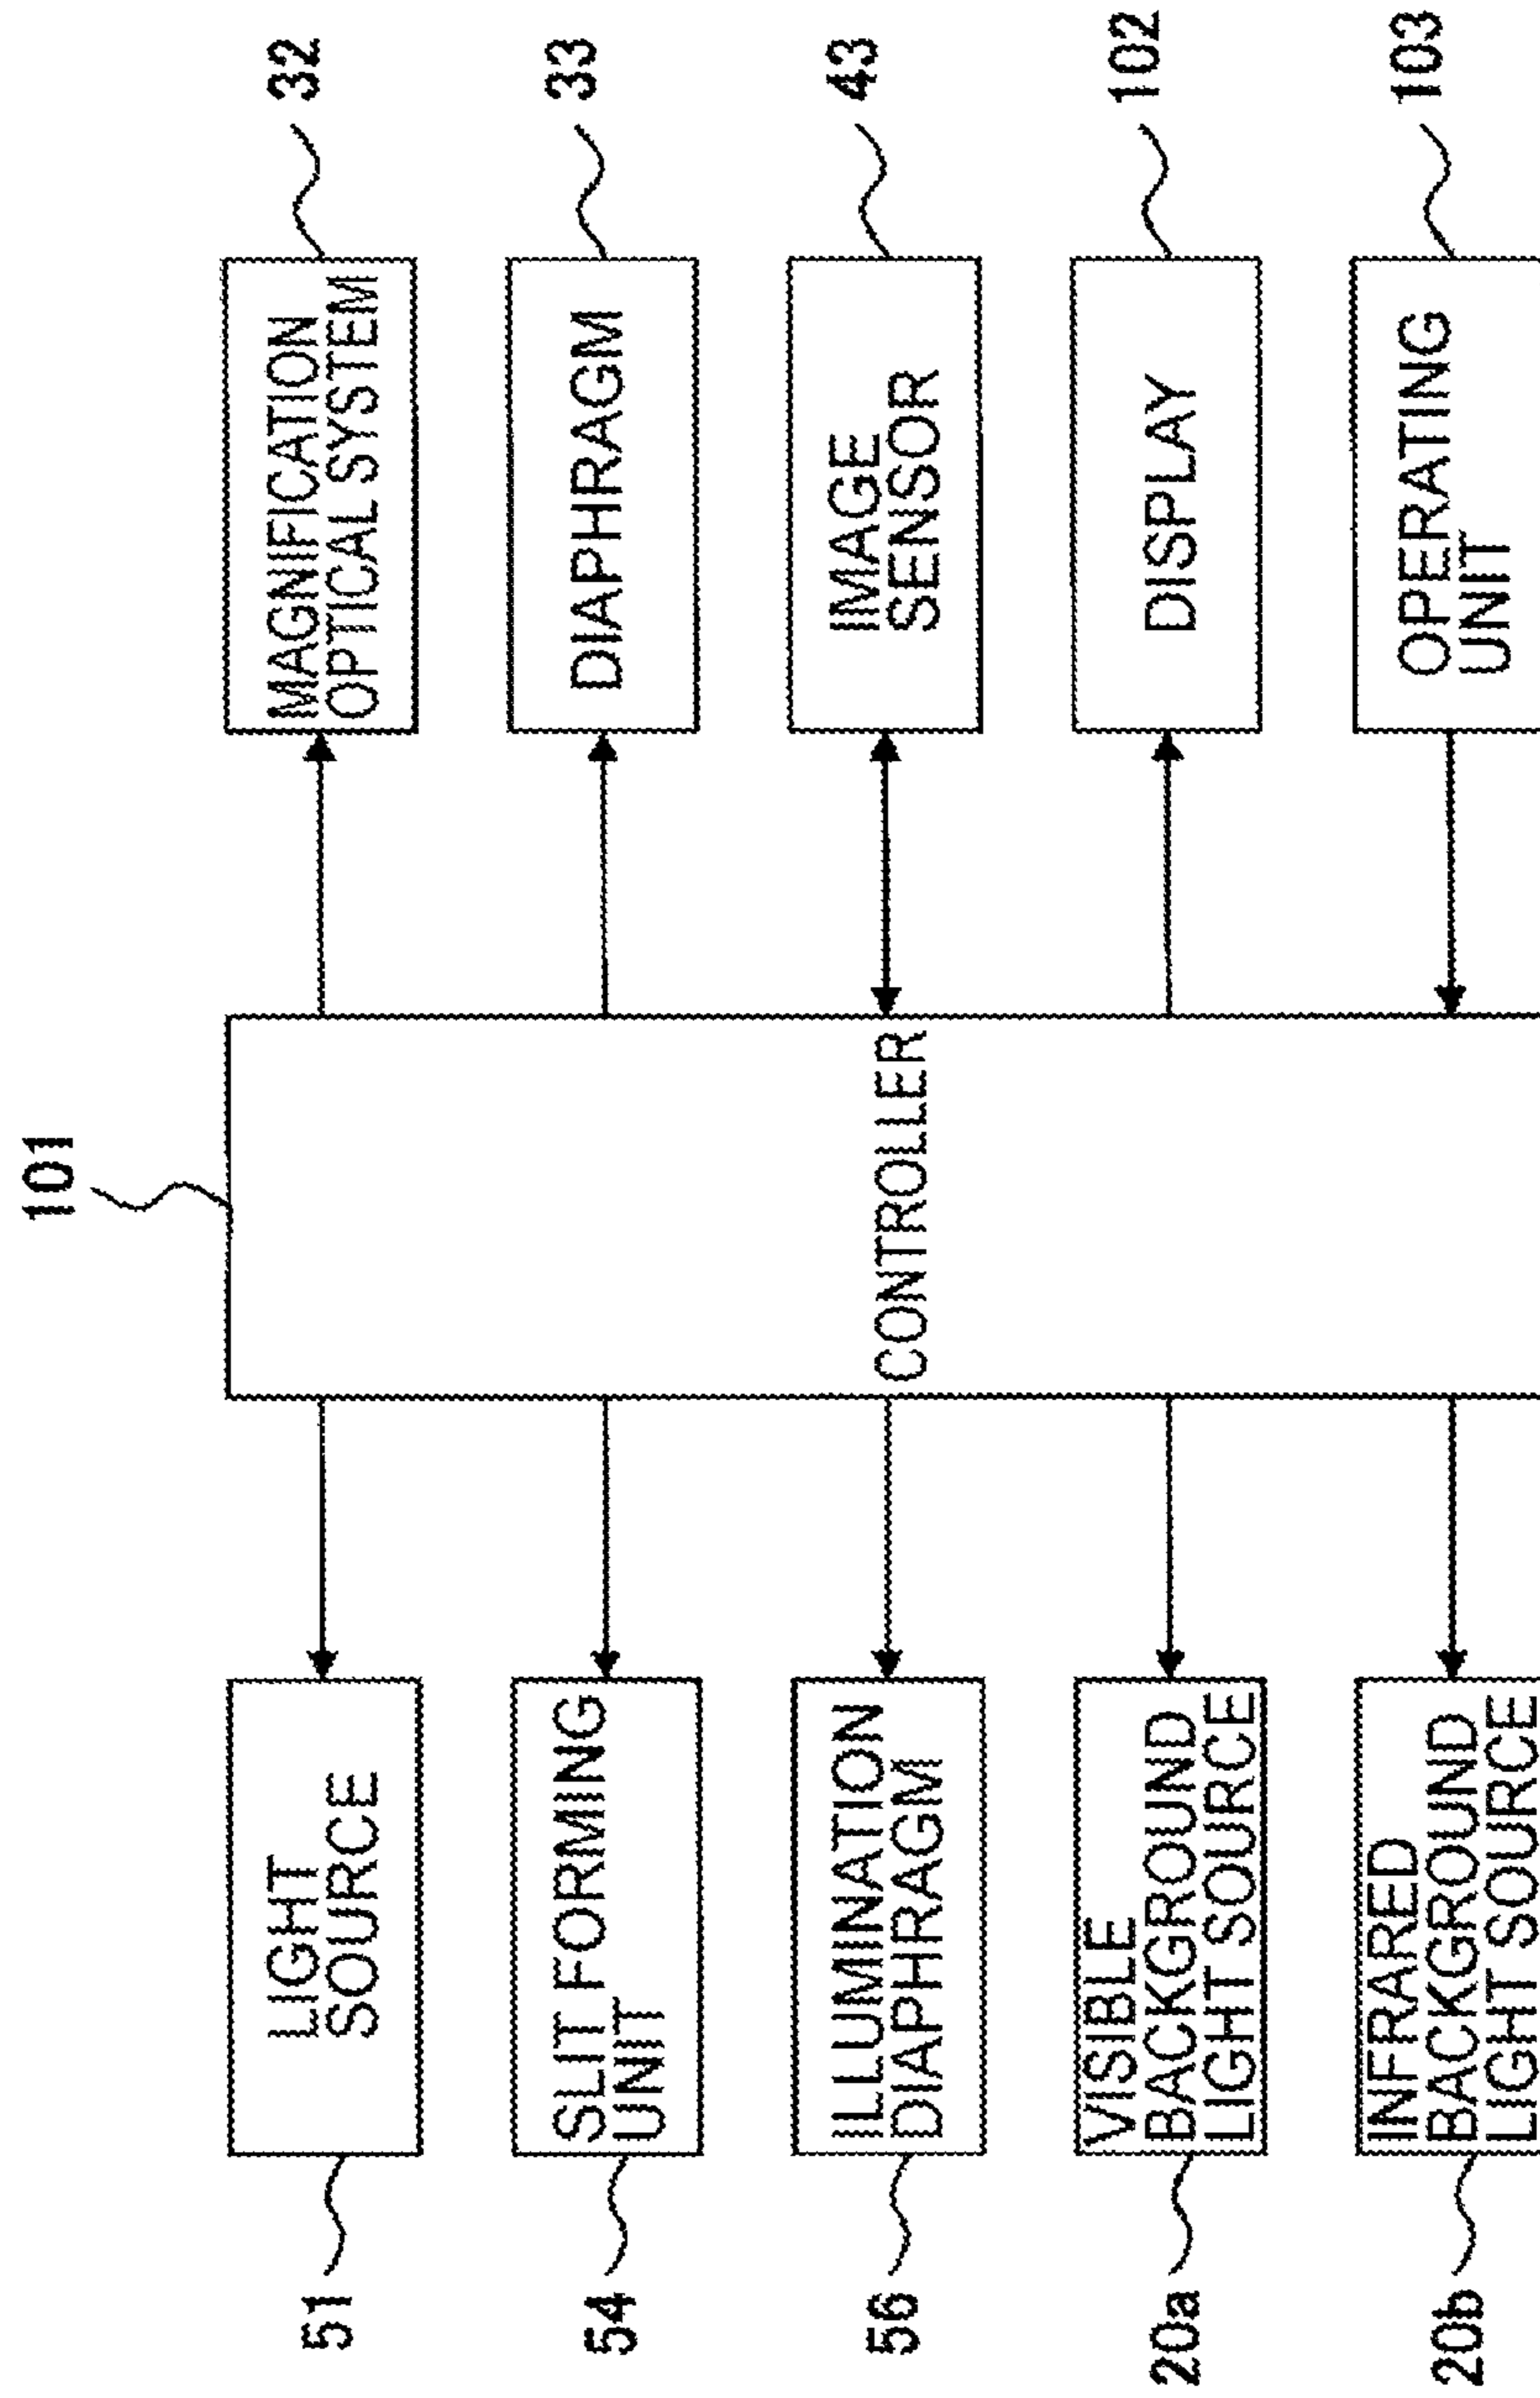 101
51
LIGHT
SOURCE
54
SLIT FORMING
UNIT
56
ILLUMINATION
DIAPHRAGM
20a
VISIBLE
BACKGROUND
LIGHT SOURCE
20b
INFRARED
BACKGROUND
LIGHT SOURCE
CONTROLLER
MAGNIFICATION
OPTICAL SYSTEM
32
DIAPHRAGM
33
IMAGE
SENSOR
43
DISPLAY
102
OPERATING
UNIT
103